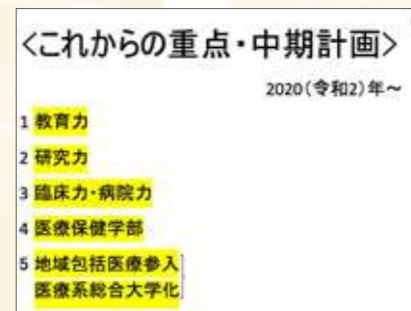 <これからの重点・中期計画>
2020(令和2)年～
1 教育力
2 研究力
3 臨床力・病院力
4 医療保健学部
5 地域包括医療参入
医療系総合大学化